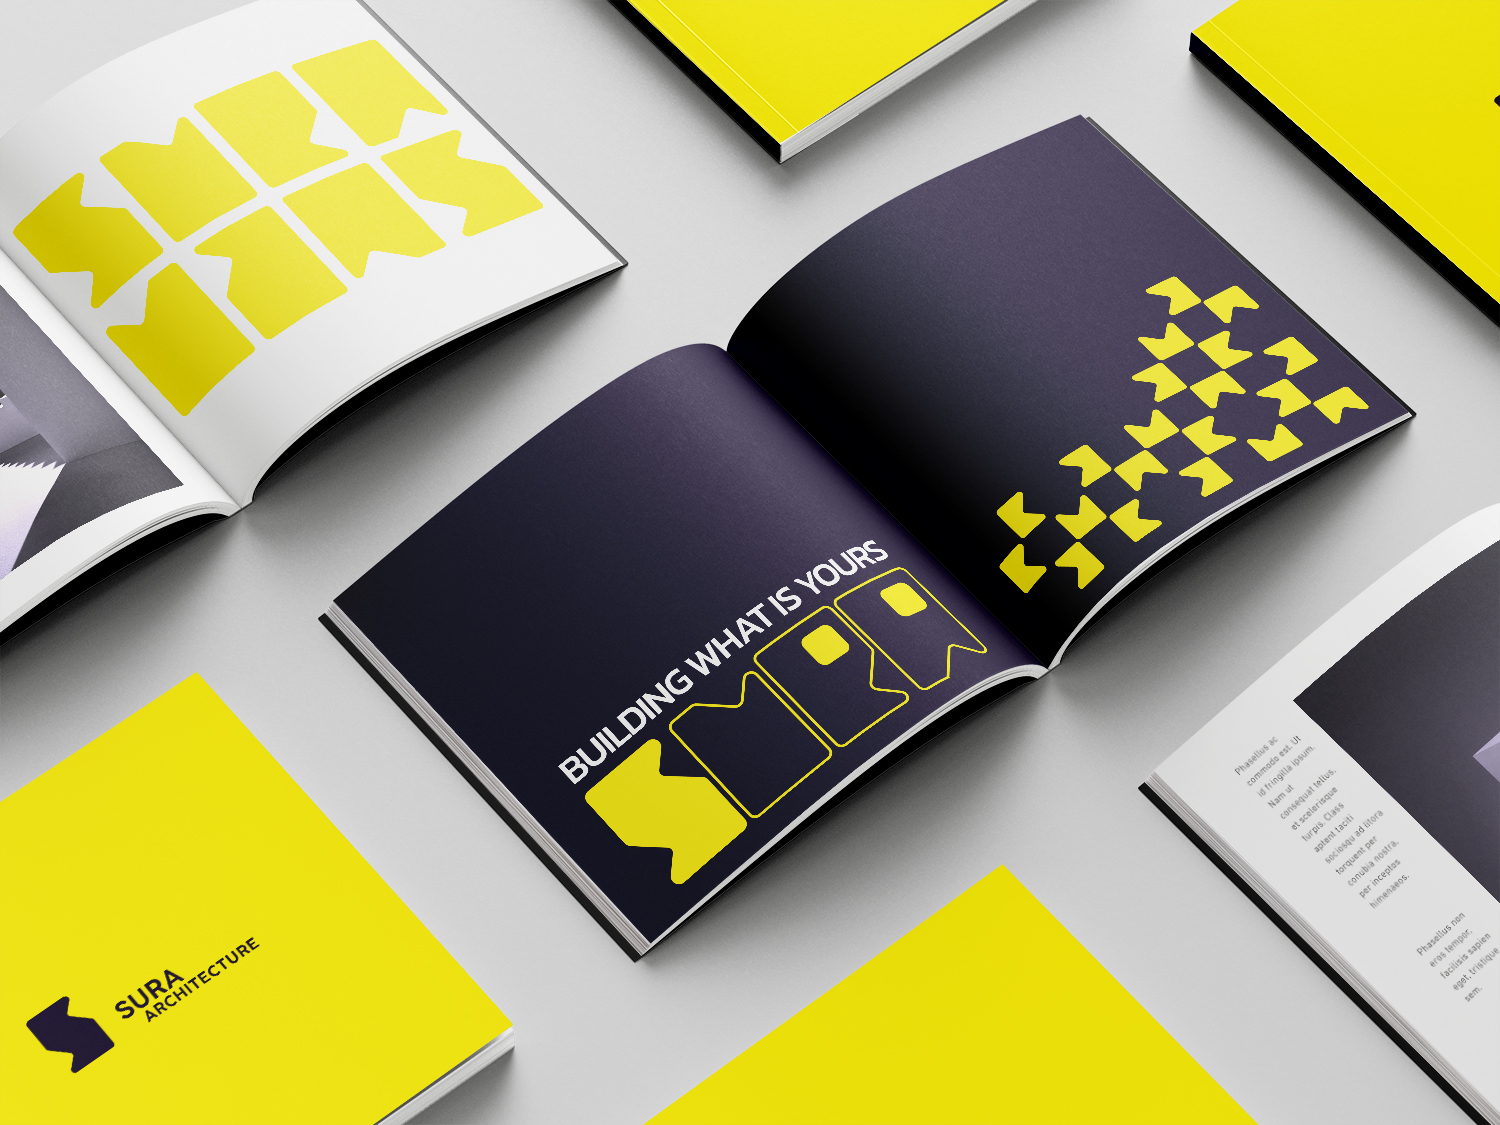 BUILDING WHAT IS YOURS
SURA
ARCHITECTURE
Phasellus ac
commodo est. Ut
id fringilla ipsum.
Nam ut
consequat tellus,
et scelerisque
turpis. Class
aptent taciti
sociosqu ad litora
torquent per
conubia nostra,
per inceptos
himenaeos.
Phasellus non
eros tempor,
facilisis sapien
eget, tristique
sem.